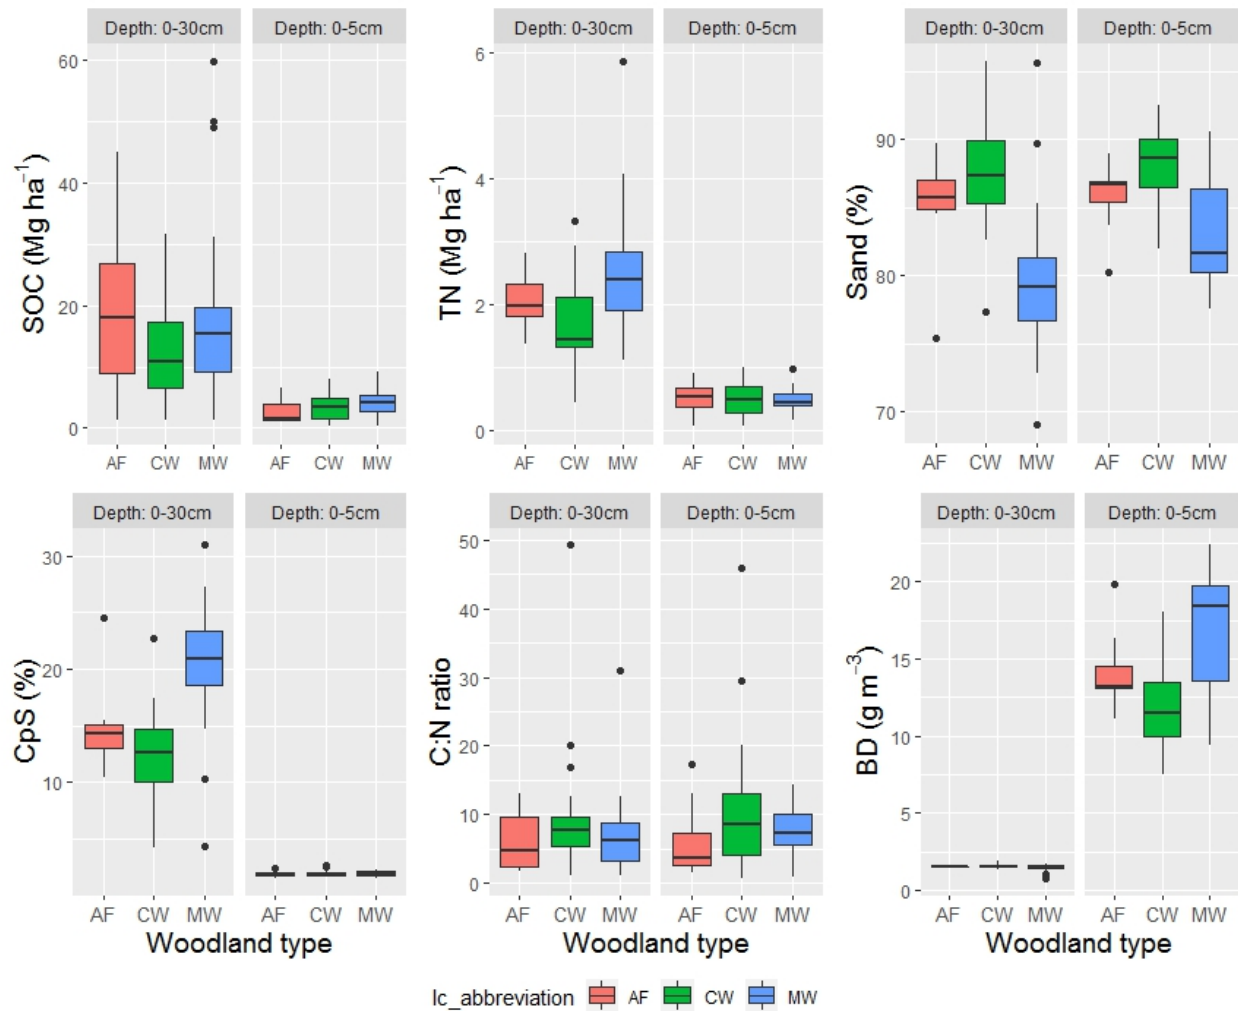 Depth: 0-30cm Depth: 0-5cm
SOC (Mg ha⁻¹)
60
40
20
0
AF CW MW AF CW MW
Depth: 0-30cm Depth: 0-5cm
TN (Mg ha⁻¹)
6
4
2
0
AF CW MW AF CW MW
Depth: 0-30cm Depth: 0-5cm
Sand (%)
90
80
70
AF CW MW AF CW MW
Depth: 0-30cm Depth: 0-5cm
CpS (%)
30
20
10
AF CW MW AF CW MW
Woodland type
Depth: 0-30cm Depth: 0-5cm
C:N ratio
50
40
30
20
10
0
AF CW MW AF CW MW
Woodland type
Depth: 0-30cm Depth: 0-5cm
BD (g m⁻³)
20
15
10
5
0
AF CW MW AF CW MW
Woodland type
lc_abbreviation AF CW MW